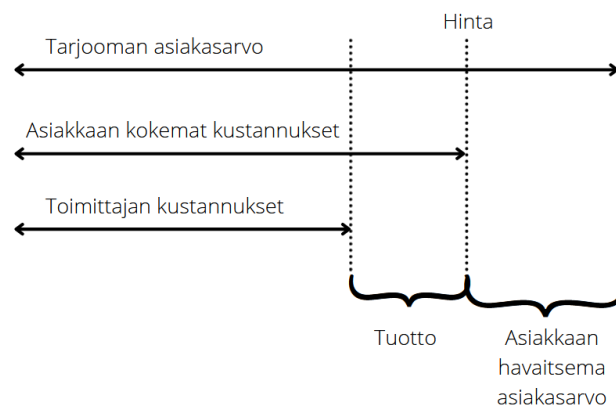 Hinta
Tarjooman asiakasarvo
Asiakkaan kokemat kustannukset
Toimittajan kustannukset
Tuotto
Asiakkaan
havaitsema
asiakasarvo